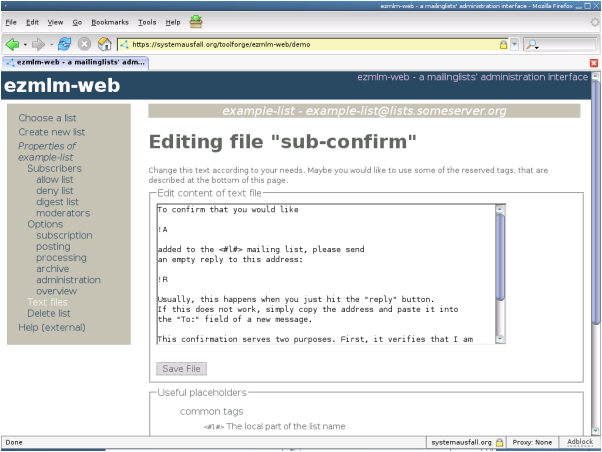 ezmlm-web - a mailinglists' administration interface - Mozilla Firefox
File Edit View Go Bookmarks Tools Help
https://systemausfall.org/toolforge/ezmlm-web/demo
ezmlm-web - a mailinglists' adm...
ezmlm-web
ezmlm-web - a mailinglists' administration interface
Choose a list
Create new list
Properties of
example-list
Subscribers
allow list
deny list
digest list
moderators
Options
subscription
posting
processing
archive
administration
overview
Text files
Delete list
Help (external)
example-list - example-list@lists.someserver.org
Editing file "sub-confirm"
Change this text according to your needs. Maybe you would like to use some of the reserved tags, that are
described at the bottom of this page.
Edit content of text file
To confirm that you would like
!A
added to the <#l#> mailing list, please send
an empty reply to this address:
!R
Usually, this happens when you just hit the "reply" button.
If this does not work, simply copy the address and paste it into
the "To:" field of a new message.
This confirmation serves two purposes. First, it verifies that I am
Save File
Useful placeholders
common tags
<#l#> The local part of the list name
Done
systemausfall.org
Proxy: None
Adblock